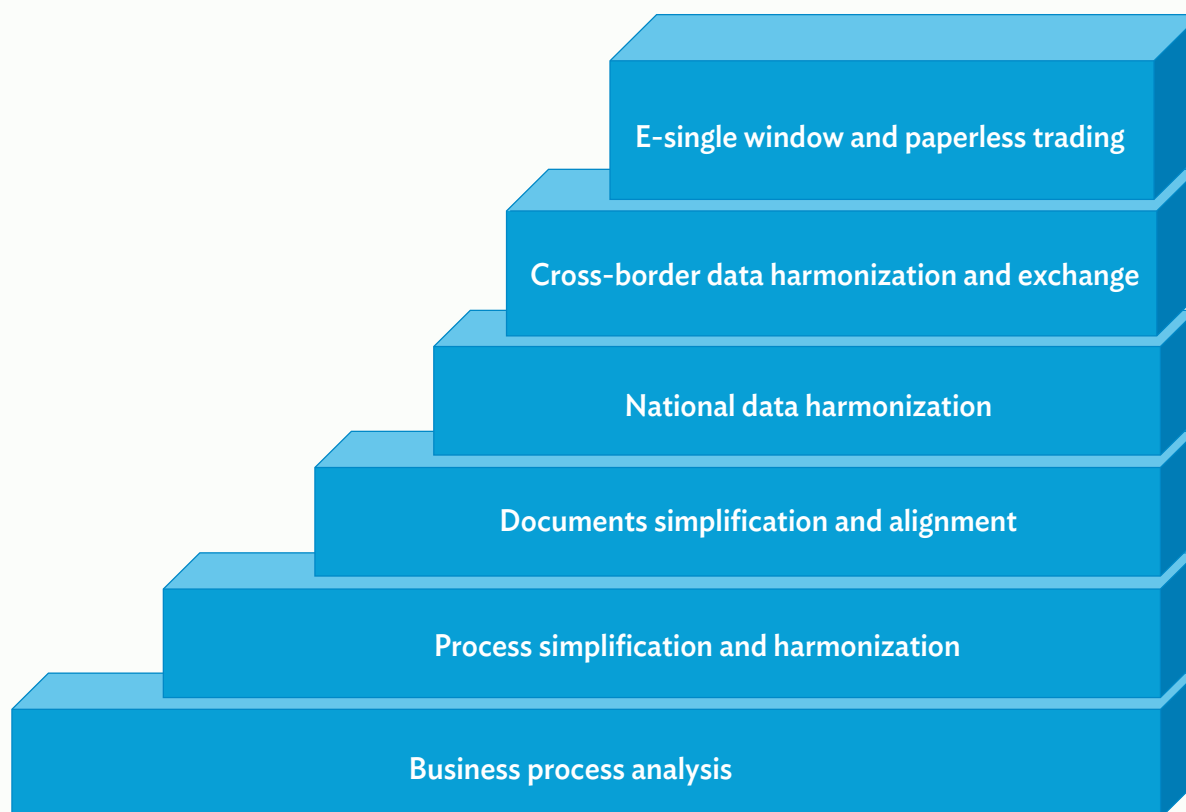 E-single window and paperless trading
Cross-border data harmonization and exchange
National data harmonization
Documents simplification and alignment
Process simplification and harmonization
Business process analysis